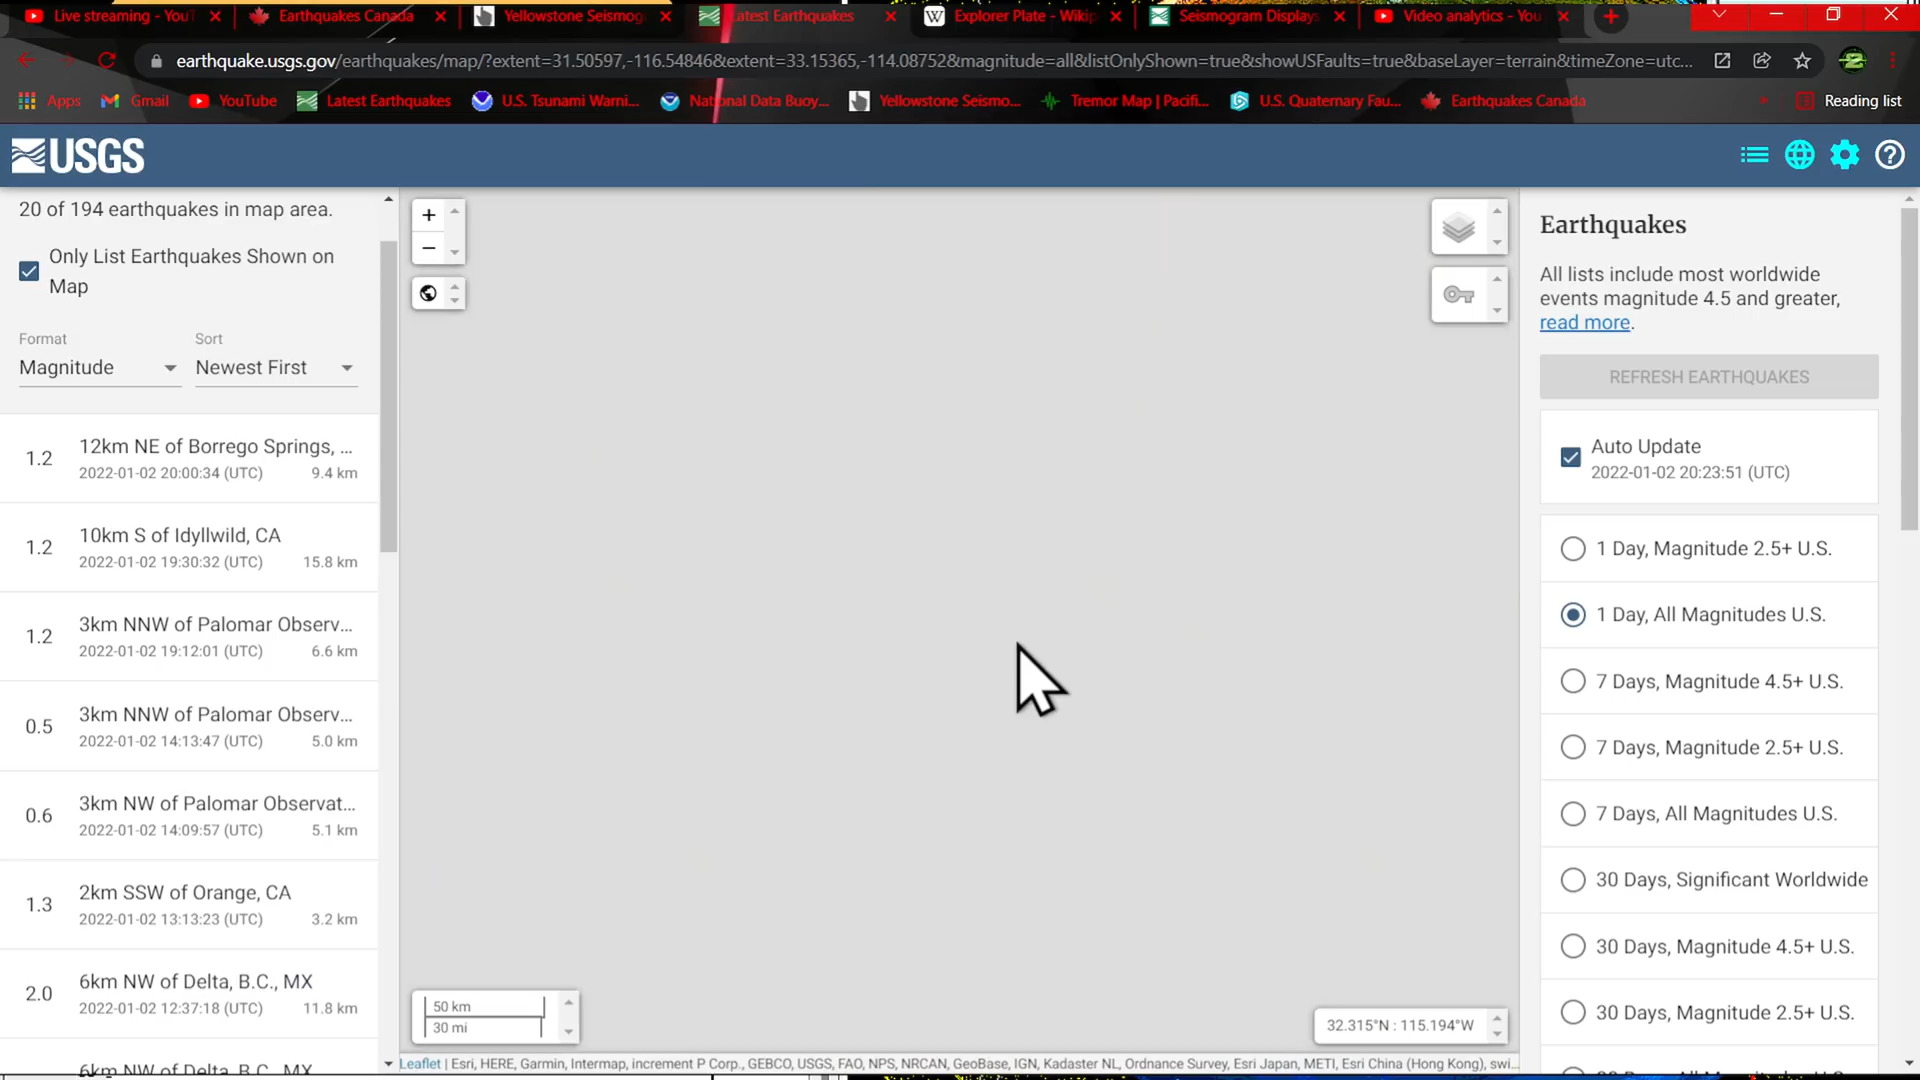 Live streaming - YouT
Earthquakes Canada
Yellowstone Seismog
Latest Earthquakes
Explorer Plate - Wikip
Seismogram Displays
Video analytics - You
earthquake.usgs.gov/earthquakes/map/?extent=31.50597,-116.54846&extent=33.15365,-114.08752&magnitude=all&listOnlyShown=true&showUSFaults=true&baseLayer=terrain&timeZone=utc...
Apps
Gmail
YouTube
Latest Earthquakes
U.S. Tsunami Warni...
National Data Buoy...
Yellowstone Seismo...
Tremor Map | Pacifi...
U.S. Quaternary Fau...
Earthquakes Canada
Reading list
USGS
20 of 194 earthquakes in map area.
Only List Earthquakes Shown on
Map
Format
Sort
Magnitude
Newest First
1.2
12km NE of Borrego Springs, ...
2022-01-02 20:00:34 (UTC) 9.4 km
1.2
10km S of Idyllwild, CA
2022-01-02 19:30:32 (UTC) 15.8 km
1.2
3km NNW of Palomar Observ...
2022-01-02 19:12:01 (UTC) 6.6 km
0.5
3km NNW of Palomar Observ...
2022-01-02 14:13:47 (UTC) 5.0 km
0.6
3km NW of Palomar Observat...
2022-01-02 14:09:57 (UTC) 5.1 km
1.3
2km SSW of Orange, CA
2022-01-02 13:13:23 (UTC) 3.2 km
2.0
6km NW of Delta, B.C., MX
2022-01-02 12:37:18 (UTC) 11.8 km
6km NW of Delta, B.C., MX
50 km
30 mi
32.315°N : 115.194°W
Leaflet | Esri, HERE, Garmin, Intermap, increment P Corp., GEBCO, USGS, FAO, NPS, NRCAN, GeoBase, IGN, Kadaster NL, Ordnance Survey, Esri Japan, METI, Esri China (Hong Kong), swi...
Earthquakes
All lists include most worldwide
events magnitude 4.5 and greater,
read more.
REFRESH EARTHQUAKES
Auto Update
2022-01-02 20:23:51 (UTC)
1 Day, Magnitude 2.5+ U.S.
1 Day, All Magnitudes U.S.
7 Days, Magnitude 4.5+ U.S.
7 Days, Magnitude 2.5+ U.S.
7 Days, All Magnitudes U.S.
30 Days, Significant Worldwide
30 Days, Magnitude 4.5+ U.S.
30 Days, Magnitude 2.5+ U.S.